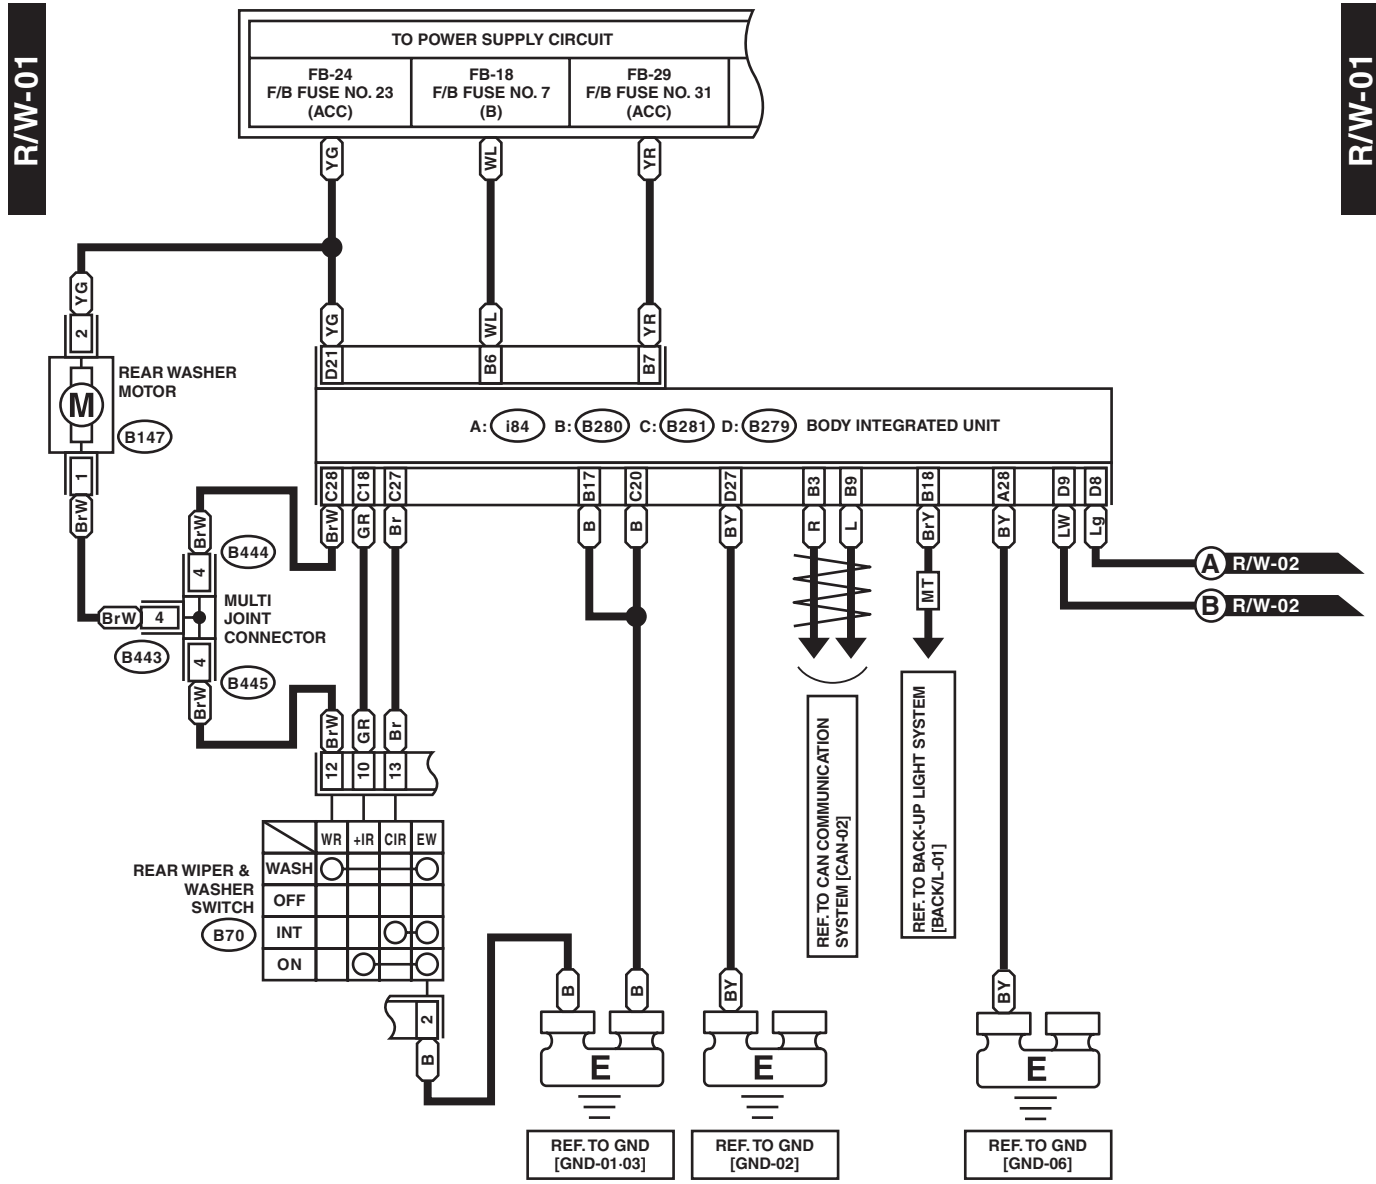 R/W-01
R/W-01
TO POWER SUPPLY CIRCUIT
FB-24
F/B FUSE NO. 23
(ACC)
FB-18
F/B FUSE NO. 7
(B)
FB-29
F/B FUSE NO. 31
(ACC)
YG
WL
YR
YG
2
YG
WL
YR
D21
B6
B7
M
REAR WASHER
MOTOR
B147
1
BrW
A: i84 B: B280 C: B281 D: B279 BODY INTEGRATED UNIT
C28
C18
C27
B17
C20
D27
B3
B9
B18
A28
D9
D8
BrW
GR
Br
B
B
BY
R
L
BrY
BY
LW
Lg
BrW
B444
4
A R/W-02
MT
B R/W-02
MULTI
JOINT
CONNECTOR
BrW 4
B443
4
B445
BrW
BrW
GR
Br
12
10
13
REF. TO CAN COMMUNICATION
SYSTEM [CAN-02]
REF. TO BACK-UP LIGHT SYSTEM
[BACK/L-01]
WR +IR CIR EW
WASH
OFF
INT
ON
REAR WIPER &
WASHER
SWITCH
B70
2
B
B
B
BY
BY
E
E
E
REF. TO GND
[GND-01·03]
REF. TO GND
[GND-02]
REF. TO GND
[GND-06]